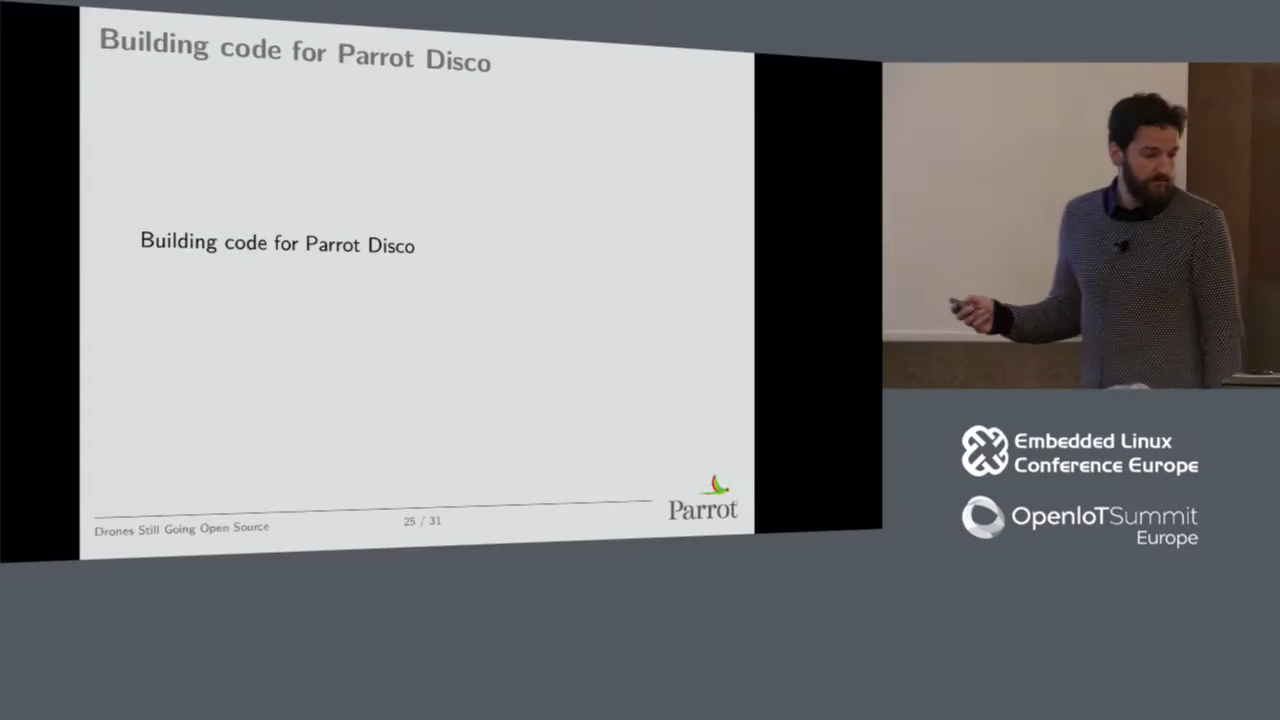 Building code for Parrot Disco
Building code for Parrot Disco
Drones Still Going Open Source
25 / 31
Parrot
Embedded Linux
Conference Europe
OpenIoTSummit
Europe